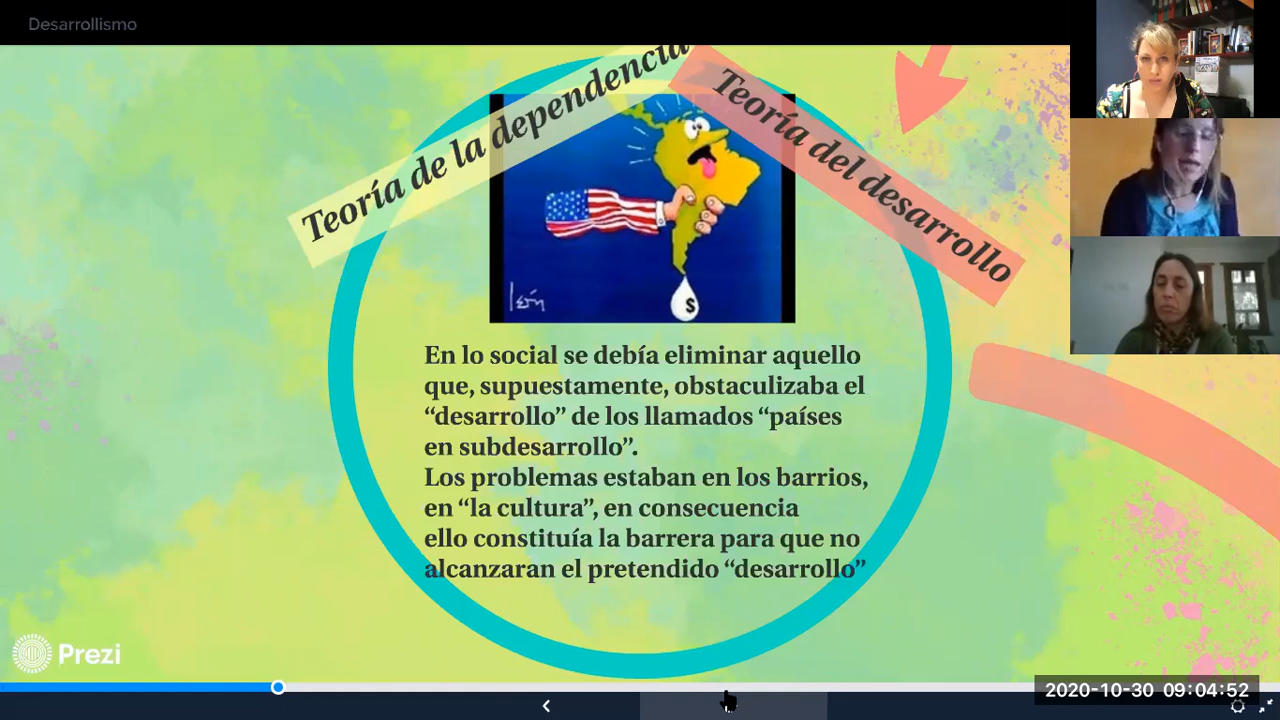 Desarrollismo
Teoría de la dependencia
Teoría del desarrollo
león
$
En lo social se debía eliminar aquello
que, supuestamente, obstaculizaba el
“desarrollo” de los llamados “países
en subdesarrollo”.
Los problemas estaban en los barrios,
en “la cultura”, en consecuencia
ello constituía la barrera para que no
alcanzaran el pretendido “desarrollo”
Prezi
2020-10-30 09:04:52